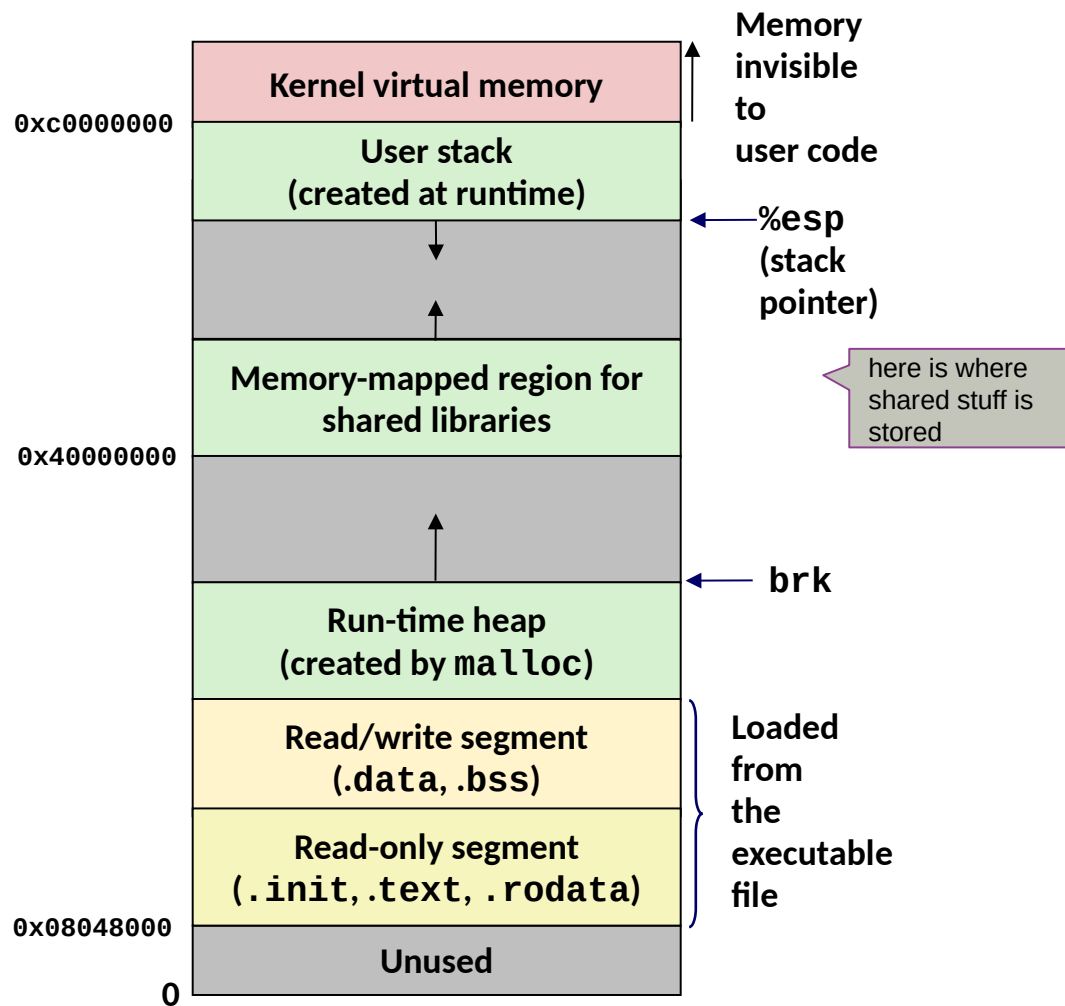 Memory
invisible
to
user code
Kernel virtual memory
0xc0000000
User stack
(created at runtime)
%esp
(stack
pointer)
Memory-mapped region for
shared libraries
here is where
shared stuff is
stored
0x40000000
brk
Run-time heap
(created by malloc)
Read/write segment
(.data, .bss)
Loaded
from
the
executable
file
Read-only segment
(.init, .text, .rodata)
0x08048000
Unused
0